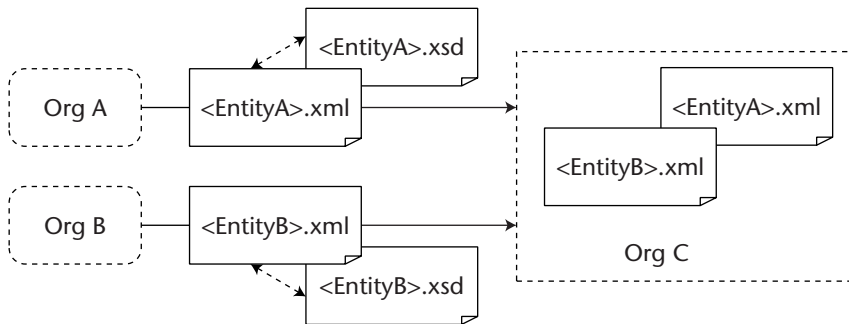 <EntityA>.xsd
Org A
<EntityA>.xml
<EntityA>.xml
<EntityB>.xml
Org B
<EntityB>.xml
Org C
<EntityB>.xsd